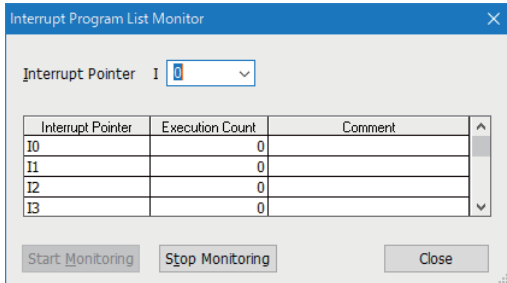 Interrupt Program List Monitor
Interrupt Pointer I 0
Interrupt Pointer Execution Count Comment
I0 0
I1 0
I2 0
I3 0
Start Monitoring Stop Monitoring Close